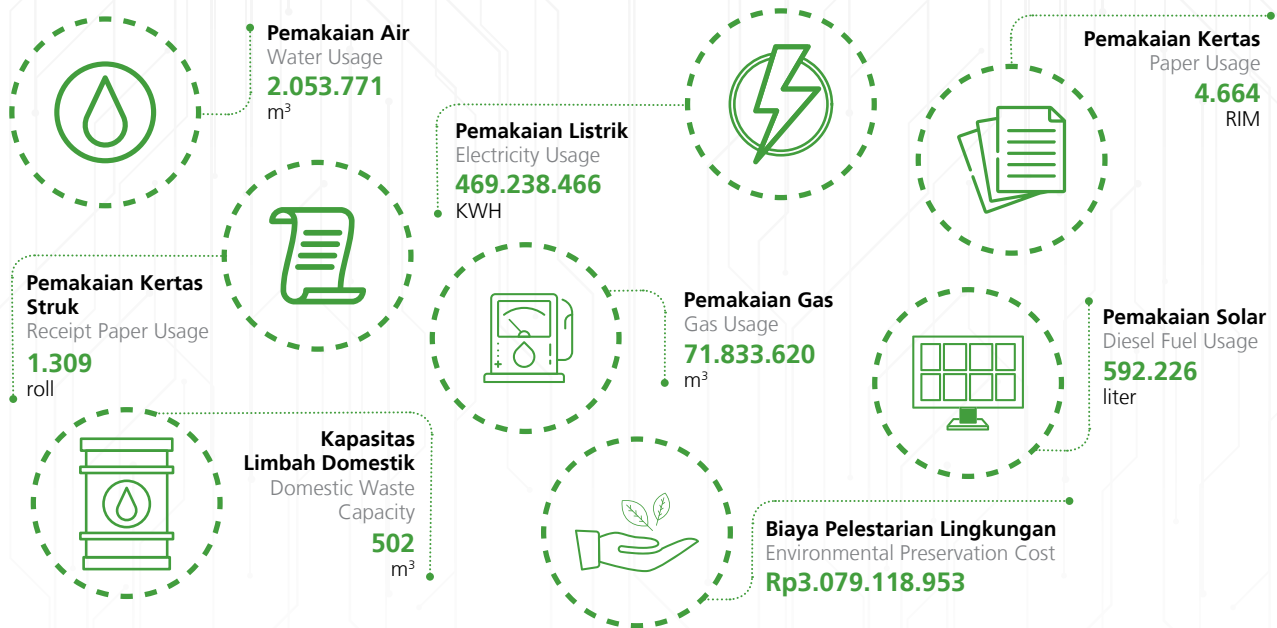 Pemakaian Air
Water Usage
2.053.771
m³
Pemakaian Listrik
Electricity Usage
469.238.466
KWH
Pemakaian Kertas
Paper Usage
4.664
RIM
Pemakaian Kertas
Struk
Receipt Paper Usage
1.309
roll
Pemakaian Gas
Gas Usage
71.833.620
m³
Pemakaian Solar
Diesel Fuel Usage
592.226
liter
Kapasitas
Limbah Domestik
Domestic Waste
Capacity
502
m³
Biaya Pelestarian Lingkungan
Environmental Preservation Cost
Rp3.079.118.953